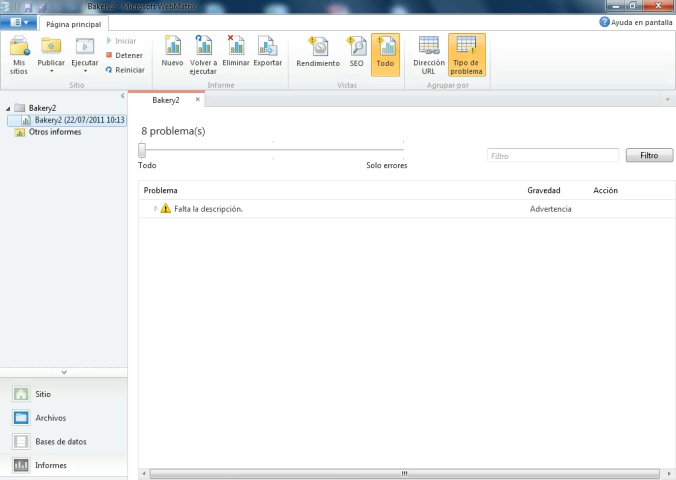 Bakery2 - Microsoft WebMatrix
Página principal
Ayuda en pantalla
Mis sitios
Publicar
Ejecutar
Iniciar
Detener
Reiniciar
Sitio
Nuevo
Volver a ejecutar
Eliminar
Exportar
Informe
Rendimiento
SEO
Todo
Vistas
Dirección URL
Tipo de problema
Agrupar por
Bakery2
Bakery2 (22/07/2011 10:13
Otros informes
Bakery2
8 problema(s)
Todo
Solo errores
Filtro
Filtro
Problema
Gravedad
Acción
Falta la descripción.
Advertencia
Sitio
Archivos
Bases de datos
Informes